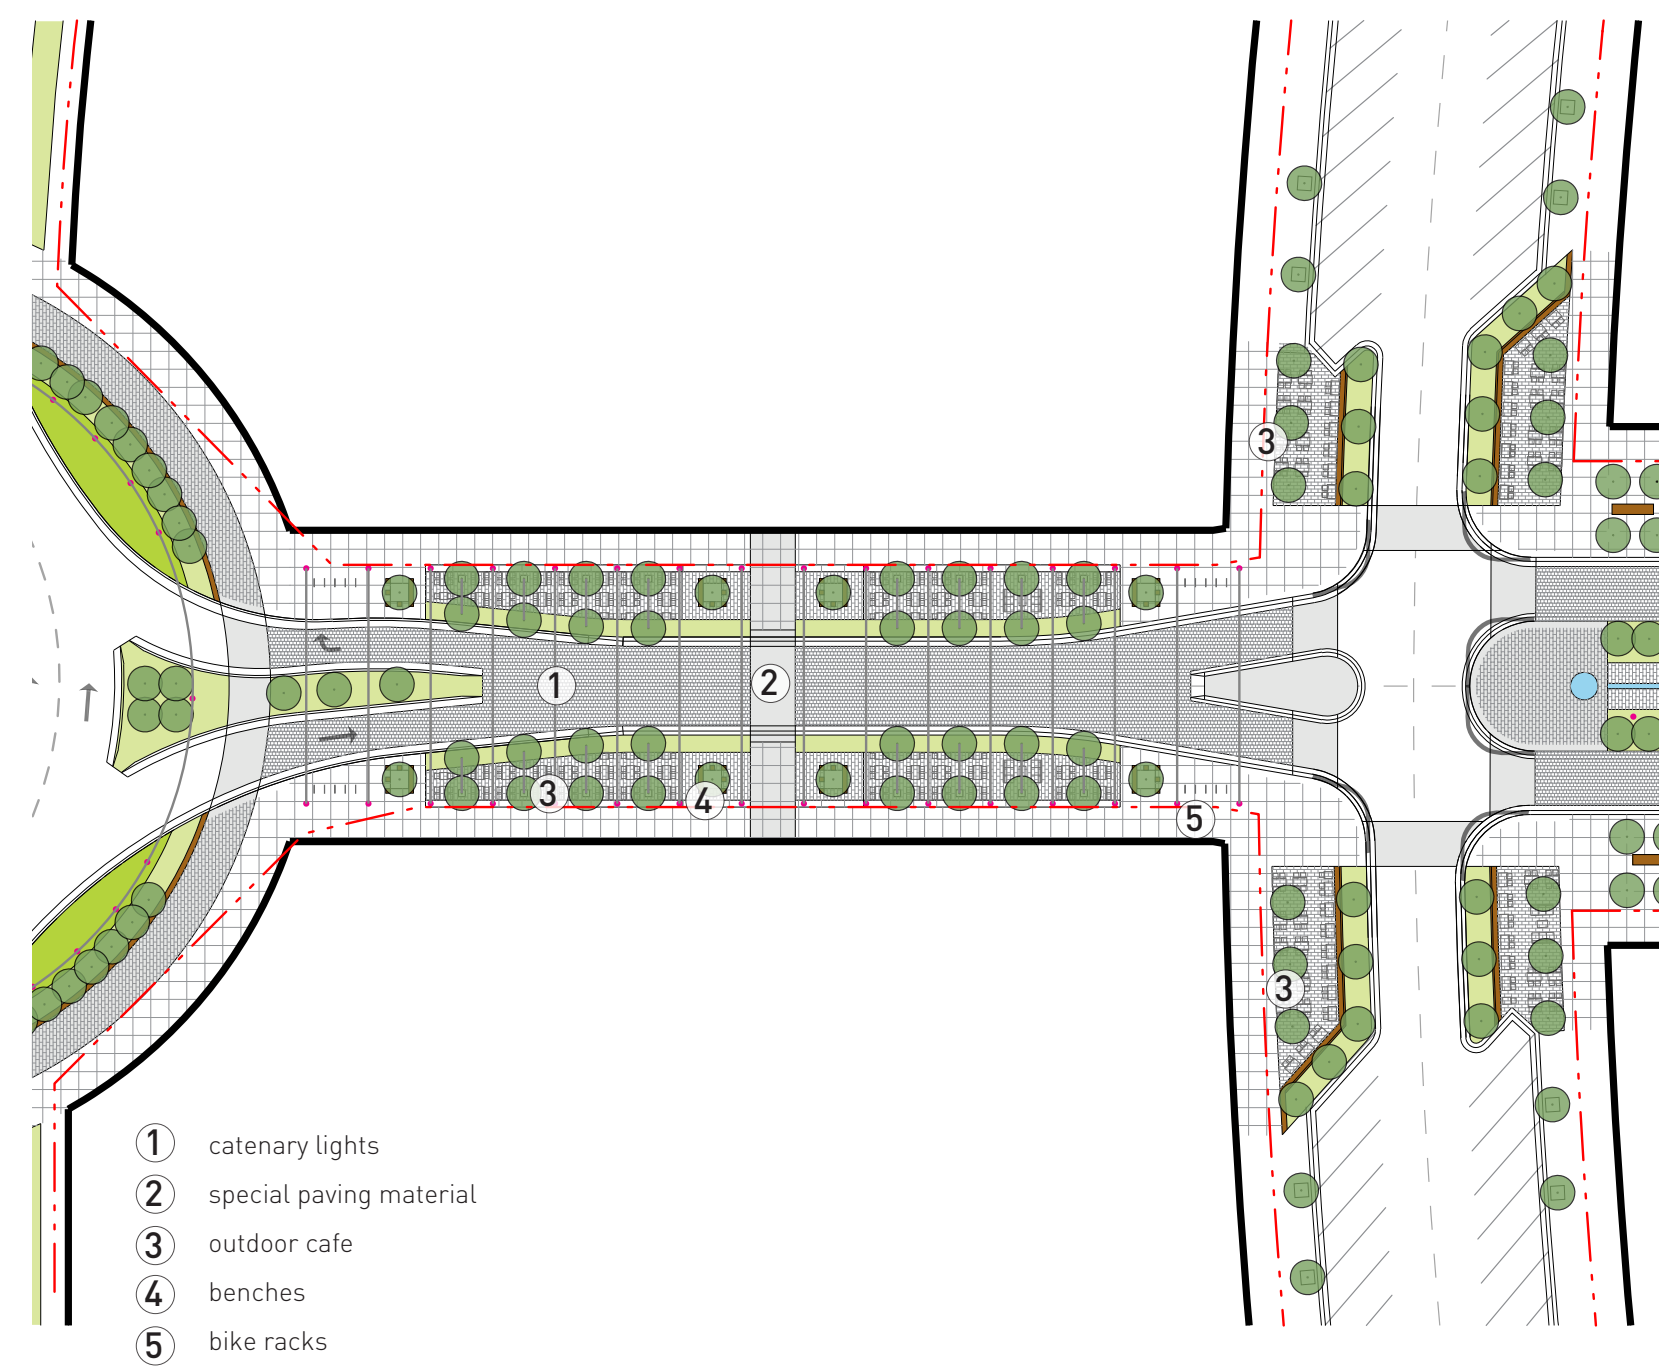 3
1
2
3
4
5
3
1 catenary lights
2 special paving material
3 outdoor cafe
4 benches
5 bike racks